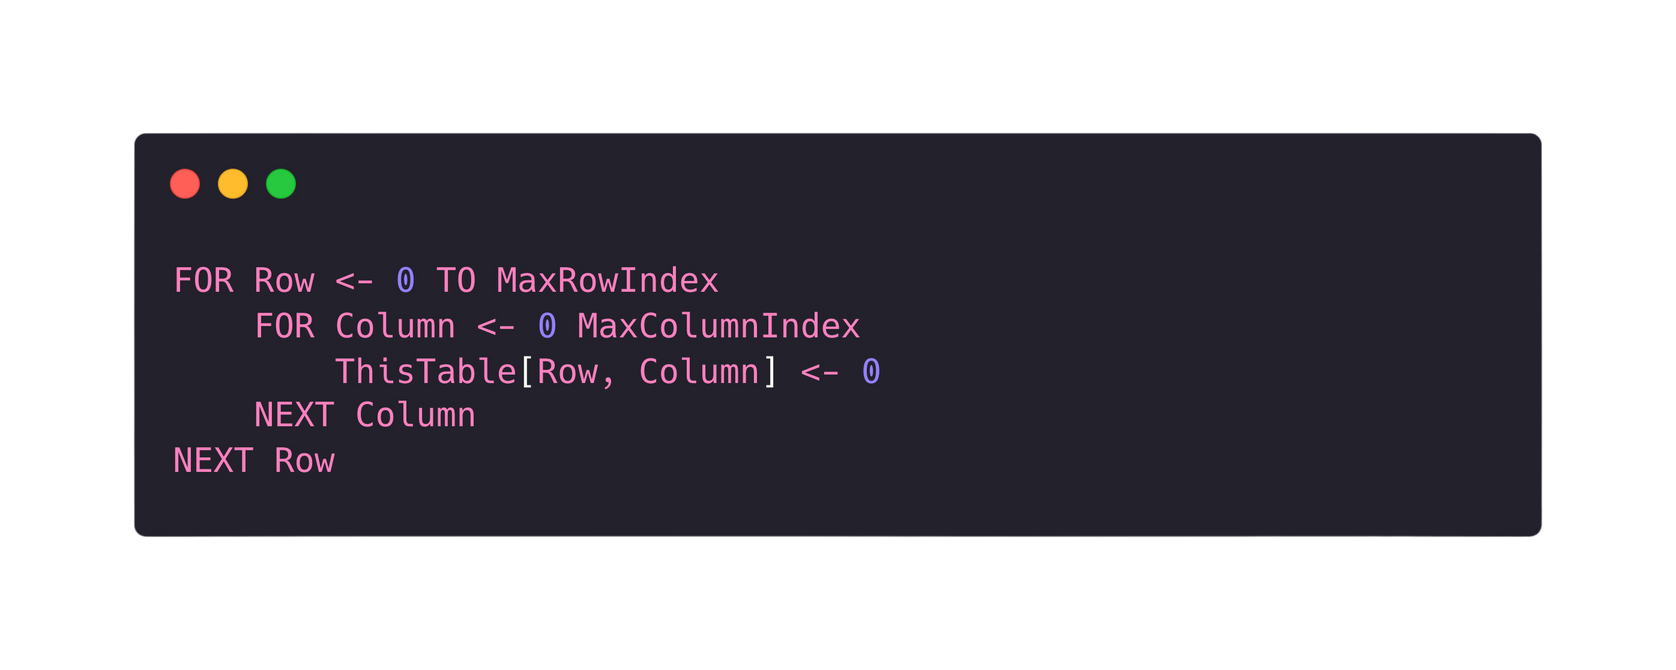 FOR Row <- 0 TO MaxRowIndex
    FOR Column <- 0 MaxColumnIndex
        ThisTable[Row, Column] <- 0
    NEXT Column
NEXT Row